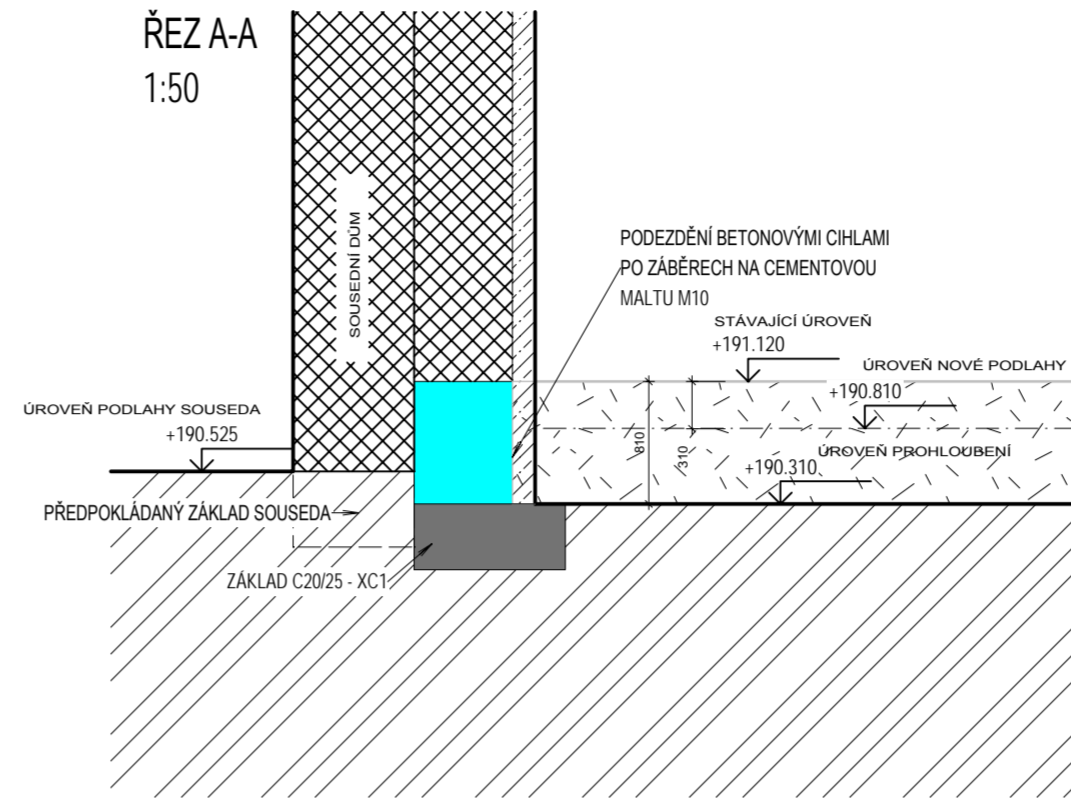 ŘEZ A-A
1:50
SOUSEDNÍ DŮM
PODEZDĚNÍ BETONOVÝMI CIHLAMI
PO ZÁBĚRECH NA CEMENTOVOU
MALTU M10
STÁVAJÍCÍ ÚROVEŇ
+191.120
ÚROVEŇ NOVÉ PODLAHY
+190.810
ÚROVEŇ PODLAHY SOUSEDA
+190.525
810
310
ÚROVEŇ PROHLOUBENÍ
+190.310
PŘEDPOKLÁDANÝ ZÁKLAD SOUSEDA
ZÁKLAD C20/25 - XC1